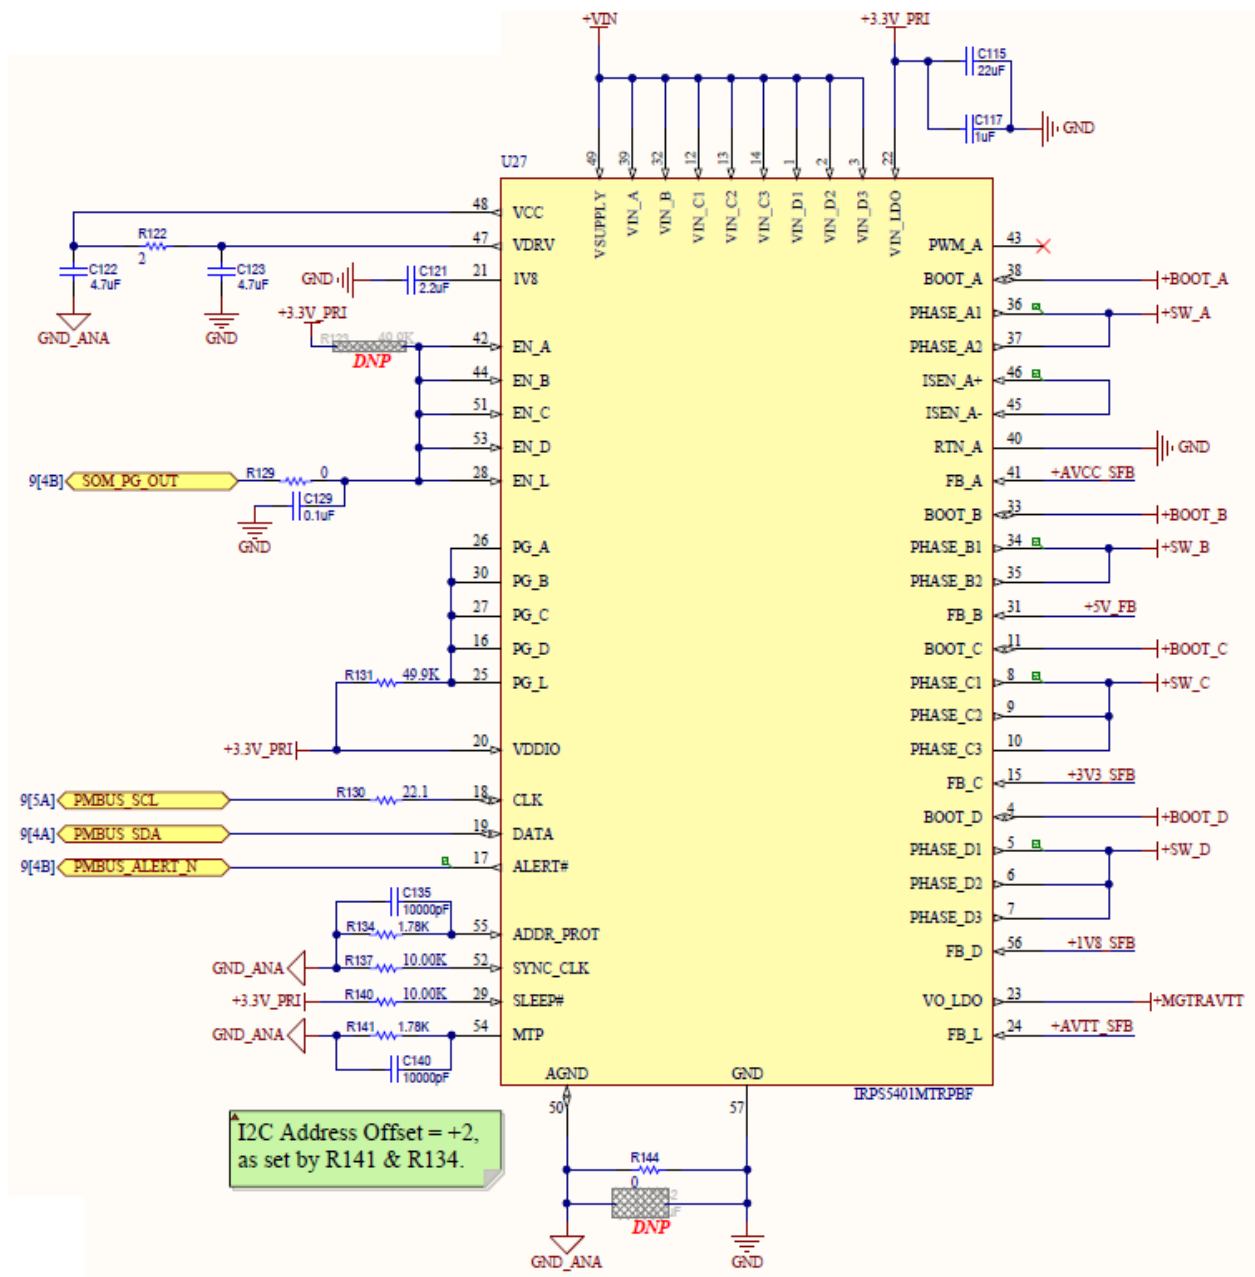 +VIN
+3.3V_PRI
C115
22uF
C117
1uF
GND
U27
49
39
32
12
13
14
1
2
3
22
VSUPPLY
VIN_A
VIN_B
VIN_C1
VIN_C2
VIN_C3
VIN_D1
VIN_D2
VIN_D3
VIN_LDO
48 VCC
R122
2
47 VDRV
C122
4.7uF
C123
4.7uF
GND_ANA
GND
GND
C121
2.2uF
21 1V8
+3.3V_PRI
R123 49.9K
DNP
42 EN_A
44 EN_B
51 EN_C
53 EN_D
9[4B] SOM_PG_OUT R129 0 28 EN_L
C129
0.1uF
GND
26 PG_A
30 PG_B
27 PG_C
16 PG_D
R131 49.9K 25 PG_L
+3.3V_PRI 20 VDDIO
9[5A] PMBUS_SCL R130 22.1 18 CLK
9[4A] PMBUS_SDA 19 DATA
9[4B] PMBUS_ALERT_N 17 ALERT#
C135
10000pF
R134 1.78K 55 ADDR_PROT
GND_ANA R137 10.00K 52 SYNC_CLK
+3.3V_PRI R140 10.00K 29 SLEEP#
GND_ANA R141 1.78K 54 MTP
C140
10000pF
PWM_A 43
BOOT_A 38 +BOOT_A
PHASE_A1 36 +SW_A
PHASE_A2 37
ISEN_A+ 46
ISEN_A- 45
RTN_A 40 GND
FB_A 41 +AVCC_SFB
BOOT_B 33 +BOOT_B
PHASE_B1 34 +SW_B
PHASE_B2 35
FB_B 31 +5V_FB
BOOT_C 11 +BOOT_C
PHASE_C1 8 +SW_C
PHASE_C2 9
PHASE_C3 10
FB_C 15 +3V3_SFB
BOOT_D 4 +BOOT_D
PHASE_D1 5 +SW_D
PHASE_D2 6
PHASE_D3 7
FB_D 56 +1V8_SFB
VO_LDO 23 +MGTRAVTT
FB_L 24 +AVTT_SFB
AGND GND
IRPS5401MTRPBF
50 57
I2C Address Offset = +2,
as set by R141 & R134.
R144
0
DNP
GND_ANA
GND